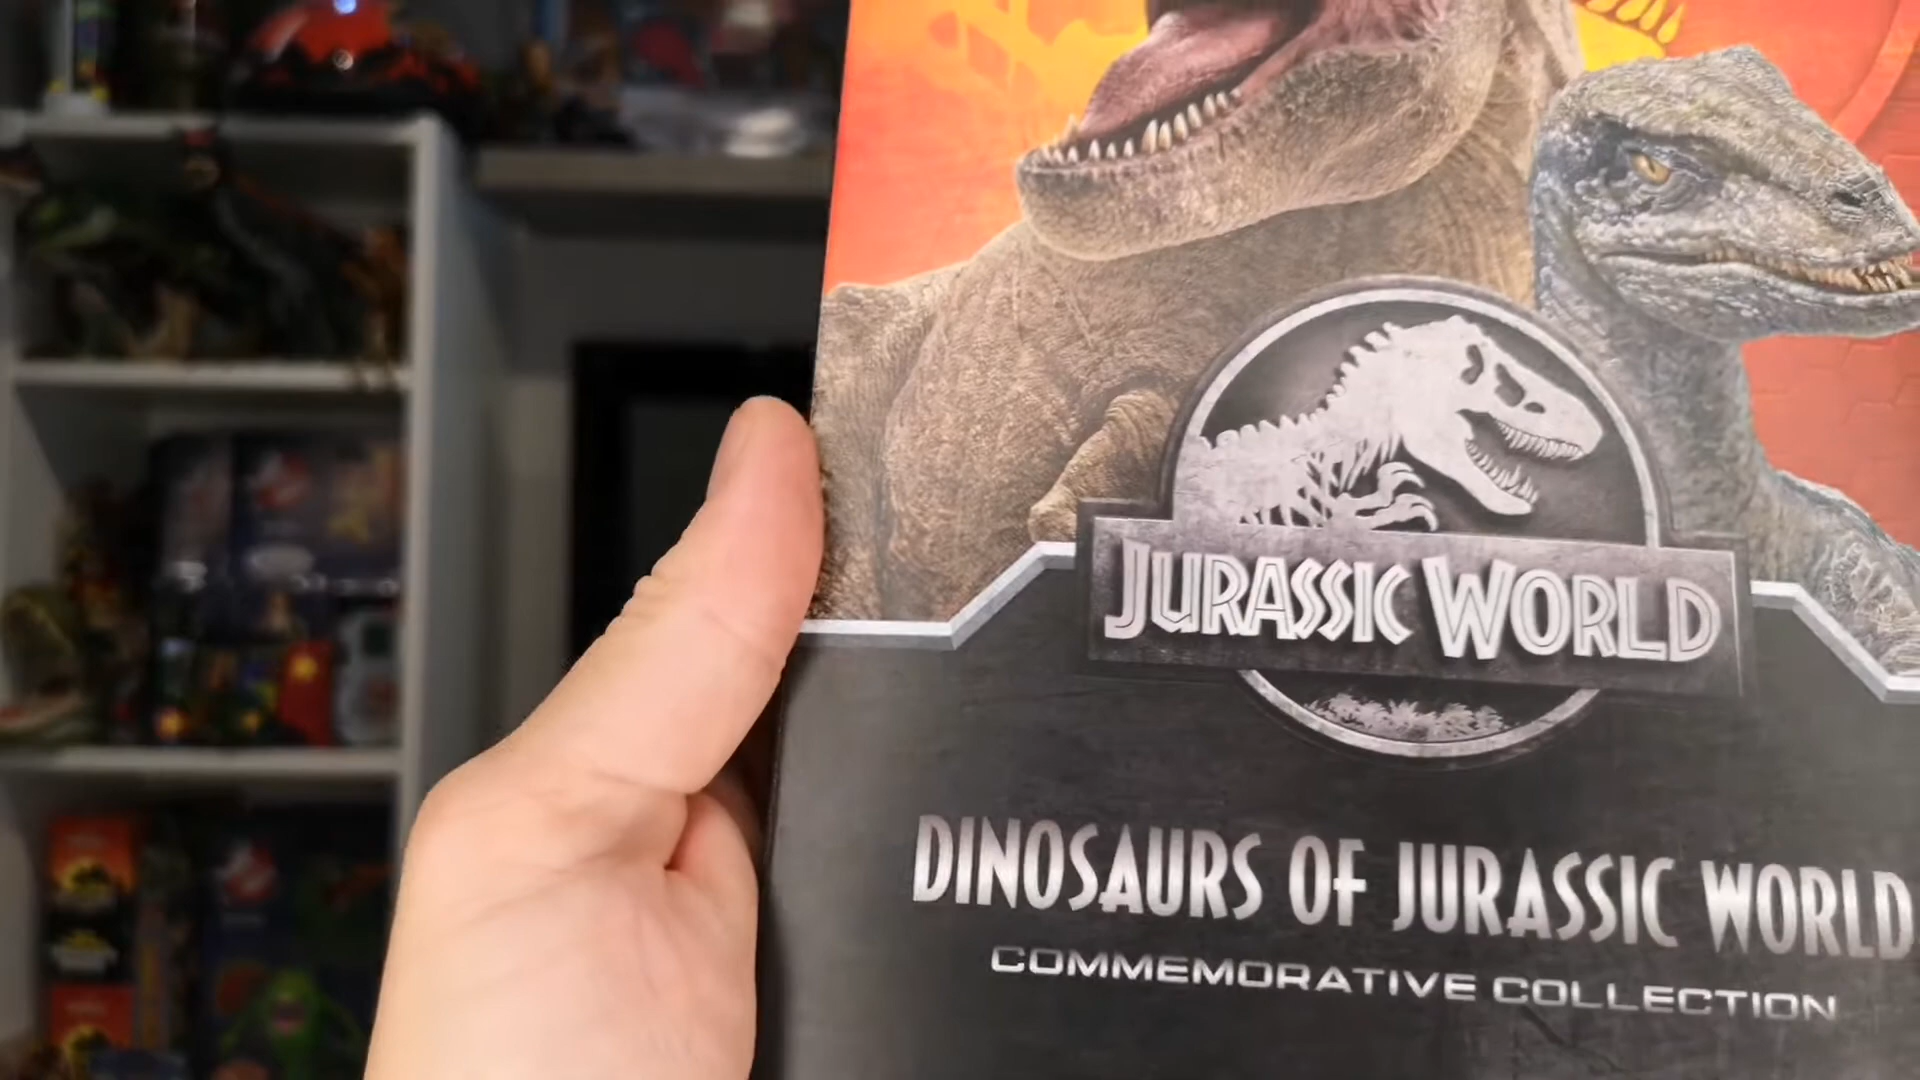 JURASSIC WORLD
DINOSAURS OF JURASSIC WORLD
COMMEMORATIVE COLLECTION